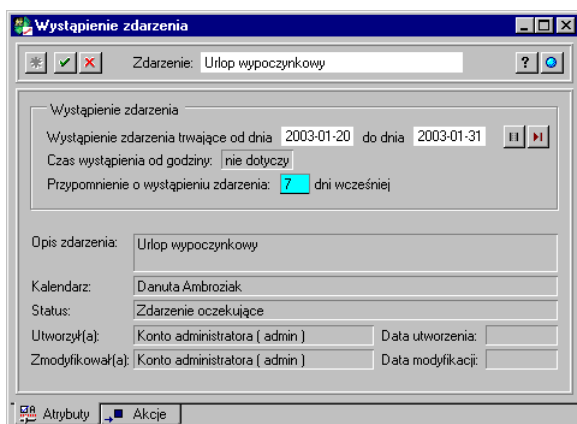 Wystąpienie zdarzenia
Zdarzenie: Urlop wypoczynkowy ?
Wystąpienie zdarzenia
Wystąpienie zdarzenia trwające od dnia 2003-01-20 do dnia 2003-01-31
Czas wystąpienia od godziny: nie dotyczy
Przypomnienie o wystąpieniu zdarzenia: 7 dni wcześniej
Opis zdarzenia: Urlop wypoczynkowy
Kalendarz: Danuta Ambroziak
Status: Zdarzenie oczekujące
Utworzył(a): Konto administratora ( admin ) Data utworzenia:
Zmodyfikował(a): Konto administratora ( admin ) Data modyfikacji:
Atrybuty Akcje